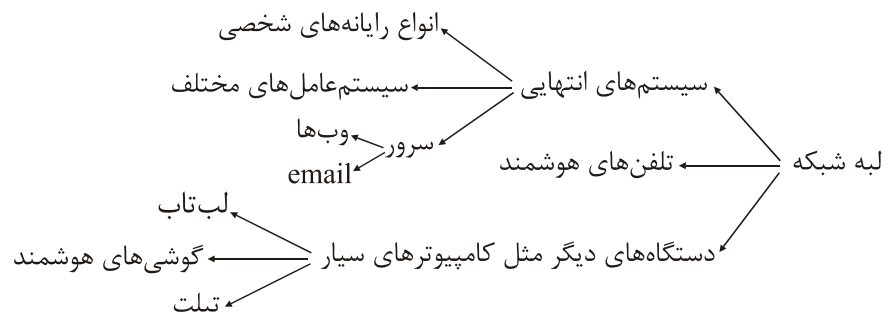 انواع رایانه‌های شخصی
سیستم‌های انتهایی
سیستم‌عامل‌های مختلف
وب‌ها
سرور
email
لبه شبکه
تلفن‌های هوشمند
لب‌تاب
دستگاه‌های دیگر مثل کامپیوترهای سیار
گوشی‌های هوشمند
تبلت